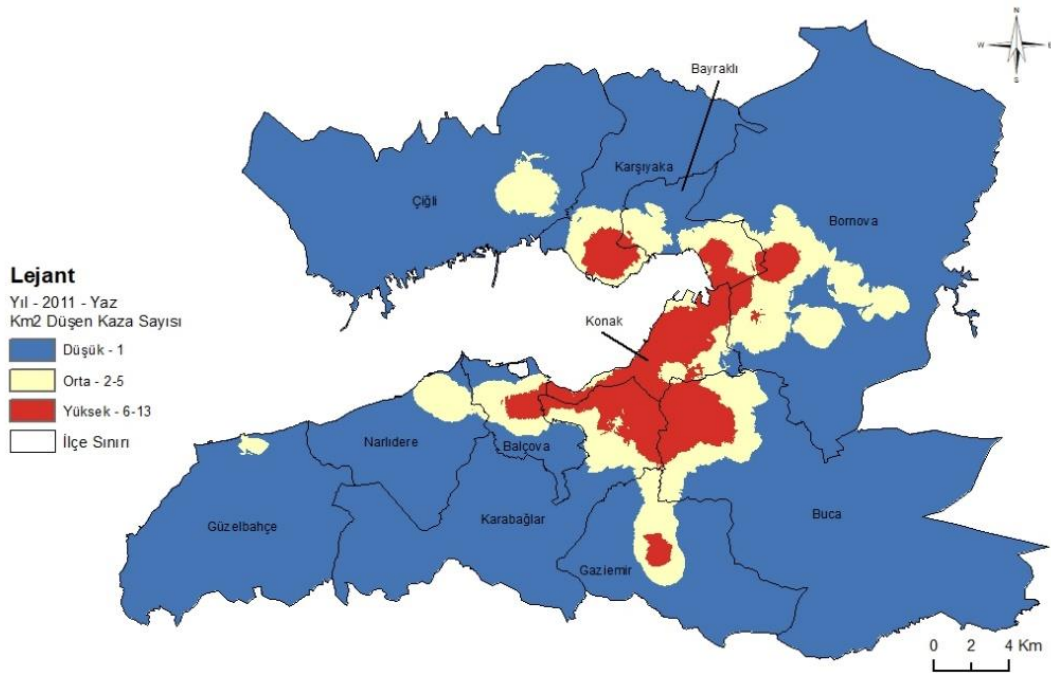 N
W
E
S
Bayraklı
Karşıyaka
Çiğli
Bornova
Lejant
Yıl - 2011 - Yaz
Km2 Düşen Kaza Sayısı
Düşük - 1
Orta - 2-5
Yüksek - 6-13
İlçe Sınırı
Konak
Narlıdere
Balçova
Güzelbahçe
Karabağlar
Buca
Gaziemir
0 2 4 Km